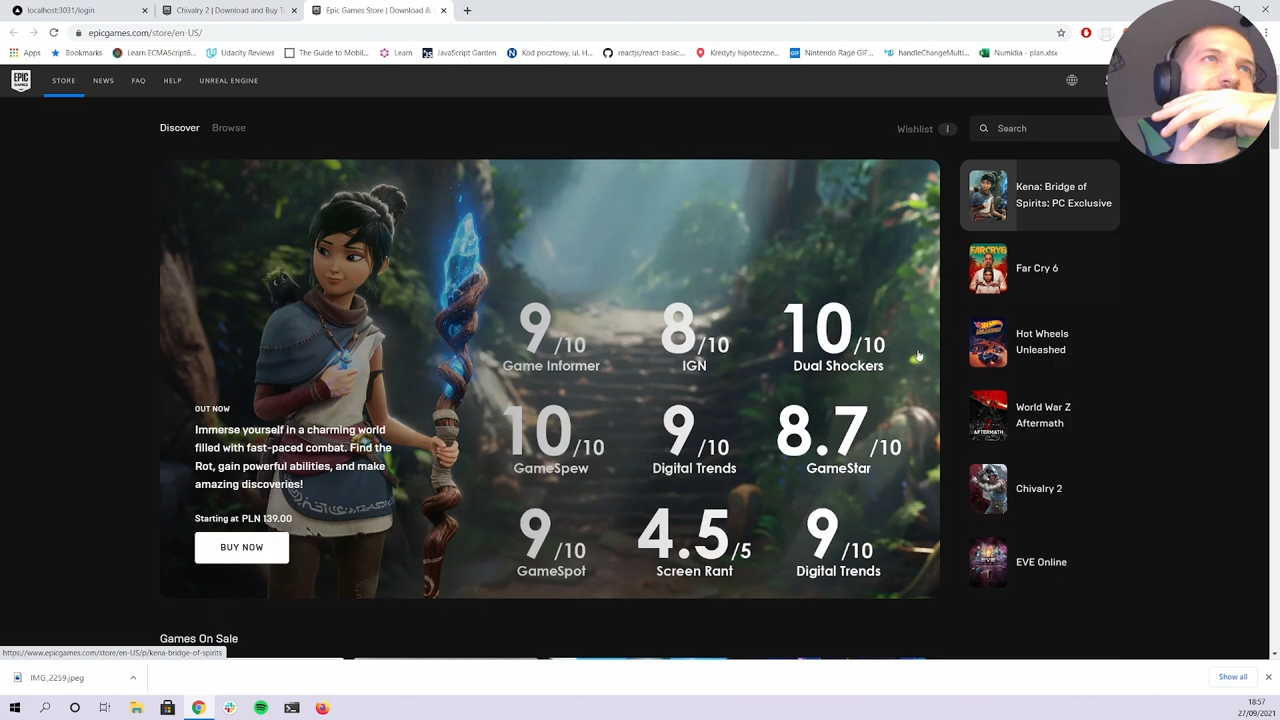 localhost:3031/login
Chivalry 2 | Download and Buy T
Epic Games Store | Download &
epicgames.com/store/en-US/
Apps
Bookmarks
Learn ECMAScript6...
Udacity Reviews
The Guide to Mobil...
Learn
JavaScript Garden
Kod pocztowy, ul. H...
reactjs/react-basic...
Kredyty hipoteczne...
Nintendo Rage GIF...
handleChangeMulti...
Numidia - plan.xlsx
EPIC
GAMES
STORE
NEWS
FAQ
HELP
UNREAL ENGINE
Discover
Browse
Wishlist
1
Search
OUT NOW
Immerse yourself in a charming world
filled with fast-paced combat. Find the
Rot, gain powerful abilities, and make
amazing discoveries!
Starting at PLN 139.00
BUY NOW
9/10
Game Informer
8/10
IGN
10/10
Dual Shockers
10/10
GameSpew
9/10
Digital Trends
8.7/10
GameStar
9/10
GameSpot
4.5/5
Screen Rant
9/10
Digital Trends
Kena: Bridge of
Spirits: PC Exclusive
FARCRY6
Far Cry 6
Hot Wheels
Unleashed
AFTERMATH
World War Z
Aftermath
Chivalry 2
EVE
EVE Online
Games On Sale
https://www.epicgames.com/store/en-US/p/kena-bridge-of-spirits
IMG_2259.jpeg
Show all
18:57
27/09/2021